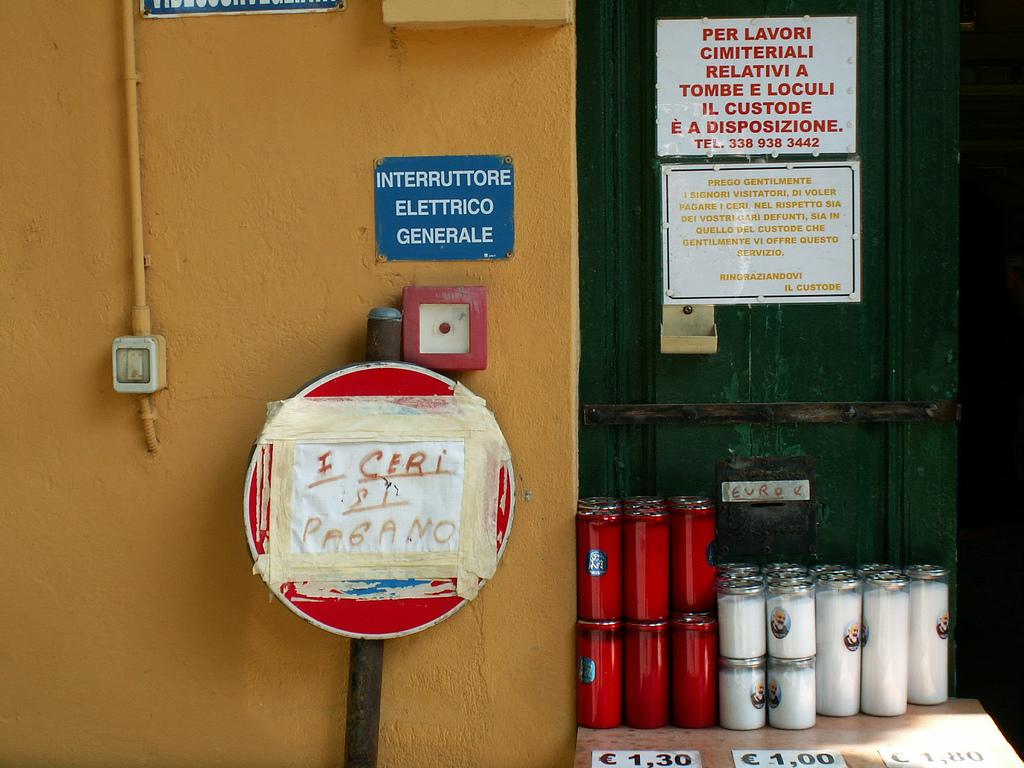 VIDEOSORVEGLIATA
INTERRUTTORE
ELETTRICO
GENERALE
I CERI
SI
PAGANO
PER LAVORI
CIMITERIALI
RELATIVI A
TOMBE E LOCULI
IL CUSTODE
È A DISPOSIZIONE.
TEL. 338 938 3442
PREGO GENTILMENTE
I SIGNORI VISITATORI, DI VOLER
PAGARE I CERI, NEL RISPETTO SIA
DEI VOSTRI CARI DEFUNTI, SIA IN
QUELLO DEL CUSTODE CHE
GENTILMENTE VI OFFRE QUESTO
SERVIZIO.
RINGRAZIANDOVI
IL CUSTODE
EURO
€ 1,30
€ 1,00
€ 1,80